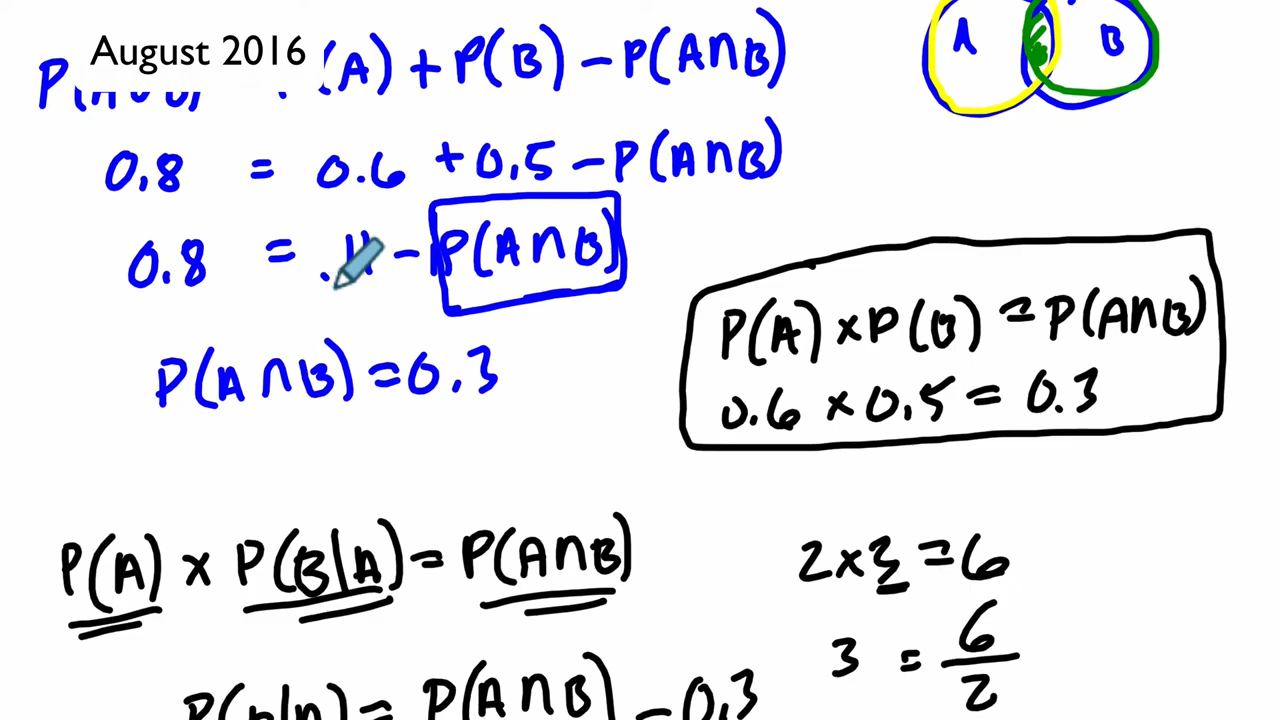 August 2016
P(A∪B) (A) + P(B) − P(A∩B)
A B
0.8 = 0.6 + 0.5 − P(A∩B)
0.8 = .11 − P(A∩B)
P(A∩B) = 0.3
P(A) × P(B) = P(A∩B)
0.6 × 0.5 = 0.3
P(A) × P(B|A) = P(A∩B)
2 × 3 = 6
3 = 6/2
P(B|A) = P(A∩B) − 0.3